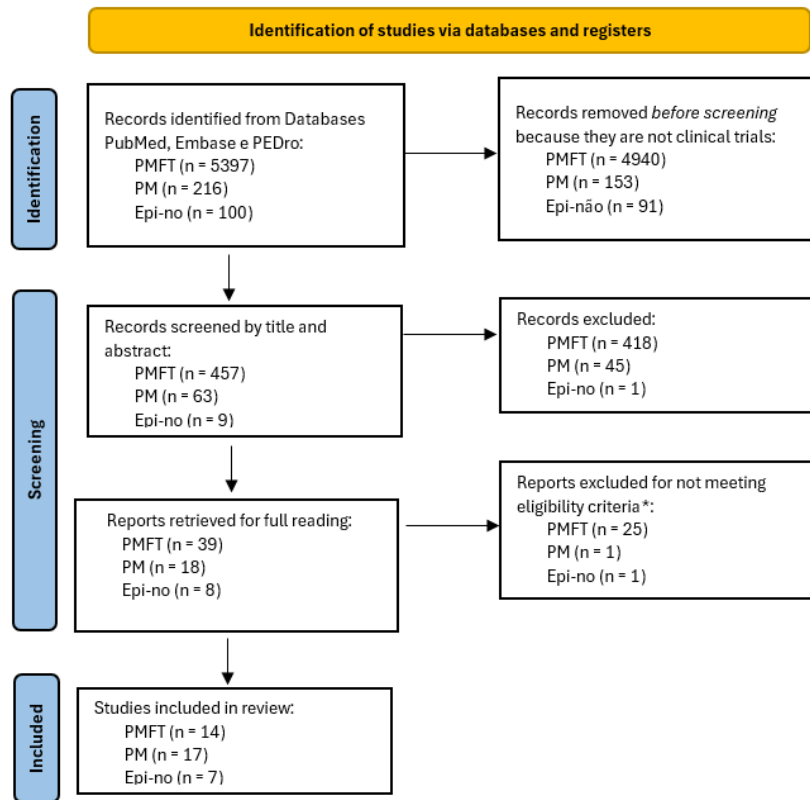 Identification of studies via databases and registers
Identification
Records identified from Databases
PubMed, Embase e PEDro:
PMFT (n = 5397)
PM (n = 216)
Epi-no (n = 100)
Records removed before screening
because they are not clinical trials:
PMFT (n = 4940)
PM (n = 153)
Epi-não (n = 91)
Screening
Records screened by title and
abstract:
PMFT (n = 457)
PM (n = 63)
Epi-no (n = 9)
Records excluded:
PMFT (n = 418)
PM (n = 45)
Epi-no (n = 1)
Reports retrieved for full reading:
PMFT (n = 39)
PM (n = 18)
Epi-no (n = 8)
Reports excluded for not meeting
eligibility criteria*:
PMFT (n = 25)
PM (n = 1)
Epi-no (n = 1)
Included
Studies included in review:
PMFT (n = 14)
PM (n = 17)
Epi-no (n = 7)